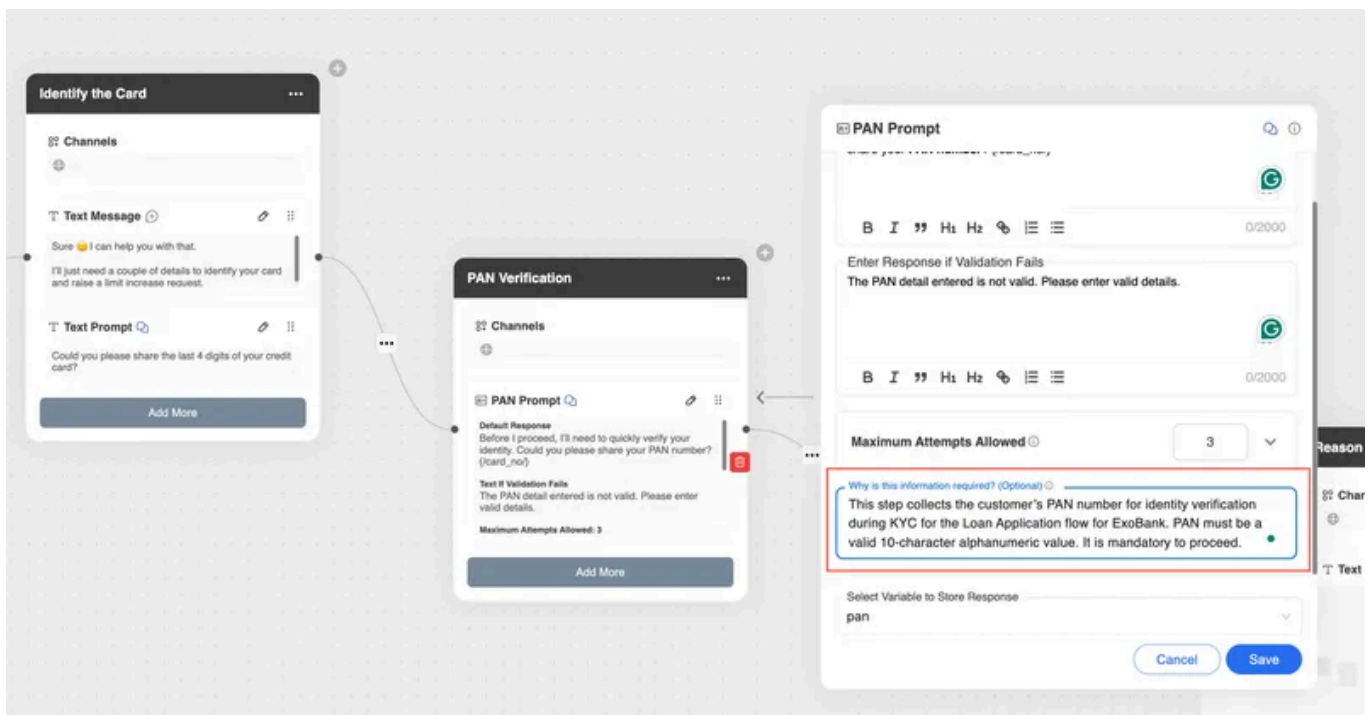 Identify the Card
Channels
T Text Message
Sure 😊 I can help you with that.
I'll just need a couple of details to identify your card
and raise a limit increase request.
T Text Prompt
Could you please share the last 4 digits of your credit
card?
Add More
PAN Verification
Channels
PAN Prompt
Default Response
Before I proceed, I'll need to quickly verify your
identity. Could you please share your PAN number?
{/card_no/}
Text If Validation Fails
The PAN detail entered is not valid. Please enter
valid details.
Maximum Attempts Allowed: 3
Add More
PAN Prompt
B I H1 H2 0/2000
Enter Response if Validation Fails
The PAN detail entered is not valid. Please enter valid details.
B I H1 H2 0/2000
Maximum Attempts Allowed 3
Why is this information required? (Optional)
This step collects the customer's PAN number for identity verification
during KYC for the Loan Application flow for ExoBank. PAN must be a
valid 10-character alphanumeric value. It is mandatory to proceed.
Select Variable to Store Response
pan
Cancel Save
Reason
Char
T Text